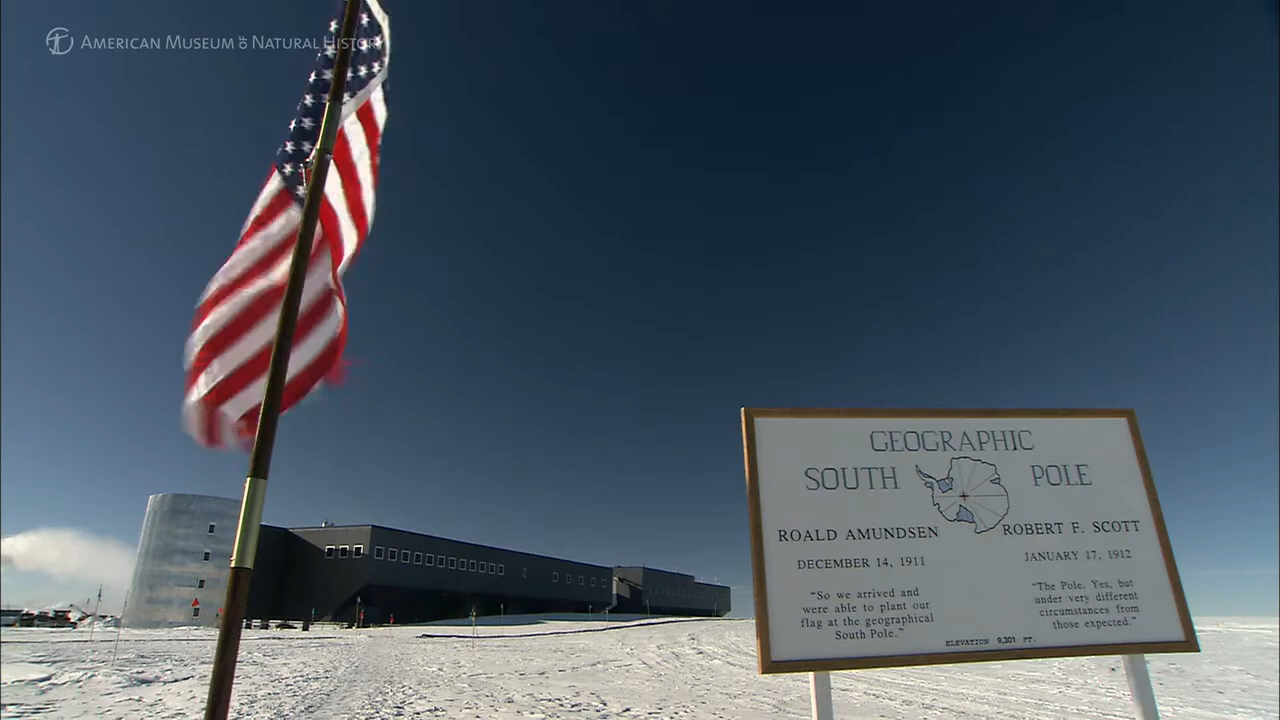 AMERICAN MUSEUM OF NATURAL HISTORY
GEOGRAPHIC
SOUTH POLE
ROALD AMUNDSEN
DECEMBER 14, 1911
“So we arrived and
were able to plant our
flag at the geographical
South Pole.”
ROBERT F. SCOTT
JANUARY 17, 1912
“The Pole. Yes, but
under very different
circumstances from
those expected.”
ELEVATION 9,301 FT.